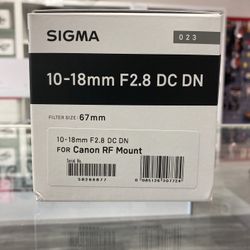 SIGMA
023
10-18mm F2.8 DC DN
FILTER SIZE: 67mm
10-18mm F2.8 DC DN
FOR Canon RF Mount
Serial No.